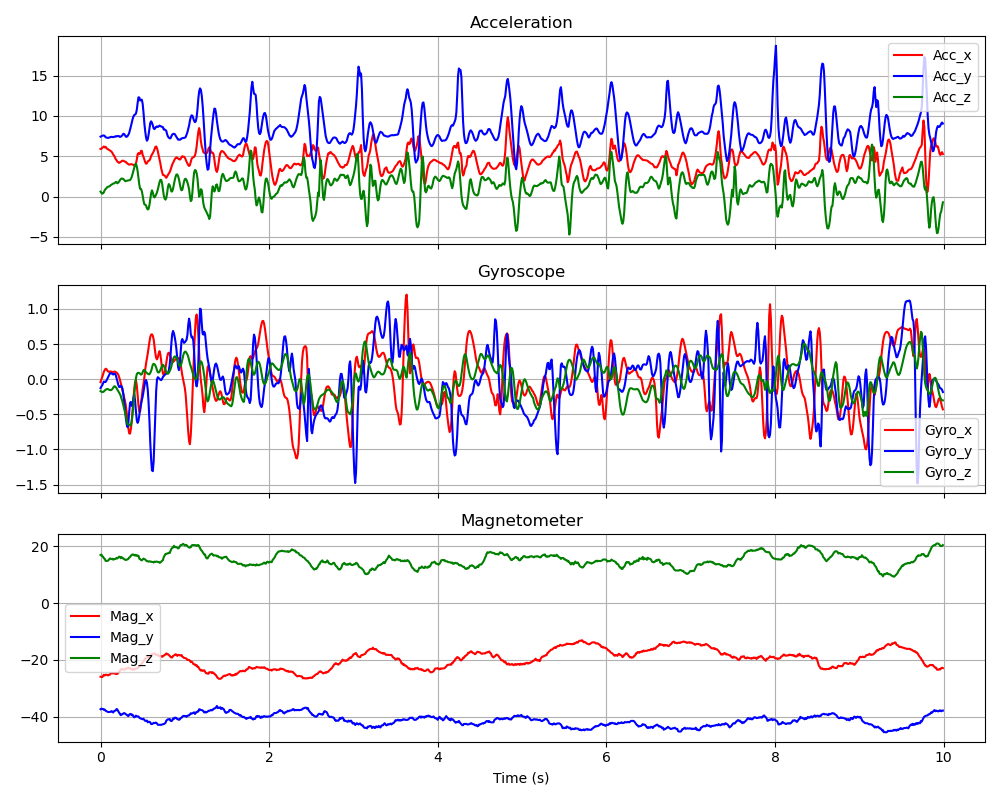 Acceleration
15
10
5
0
−5
Acc_x
Acc_y
Acc_z
Gyroscope
1.0
0.5
0.0
−0.5
−1.0
−1.5
Gyro_x
Gyro_y
Gyro_z
Magnetometer
20
0
−20
−40
Mag_x
Mag_y
Mag_z
0 2 4 6 8 10
Time (s)